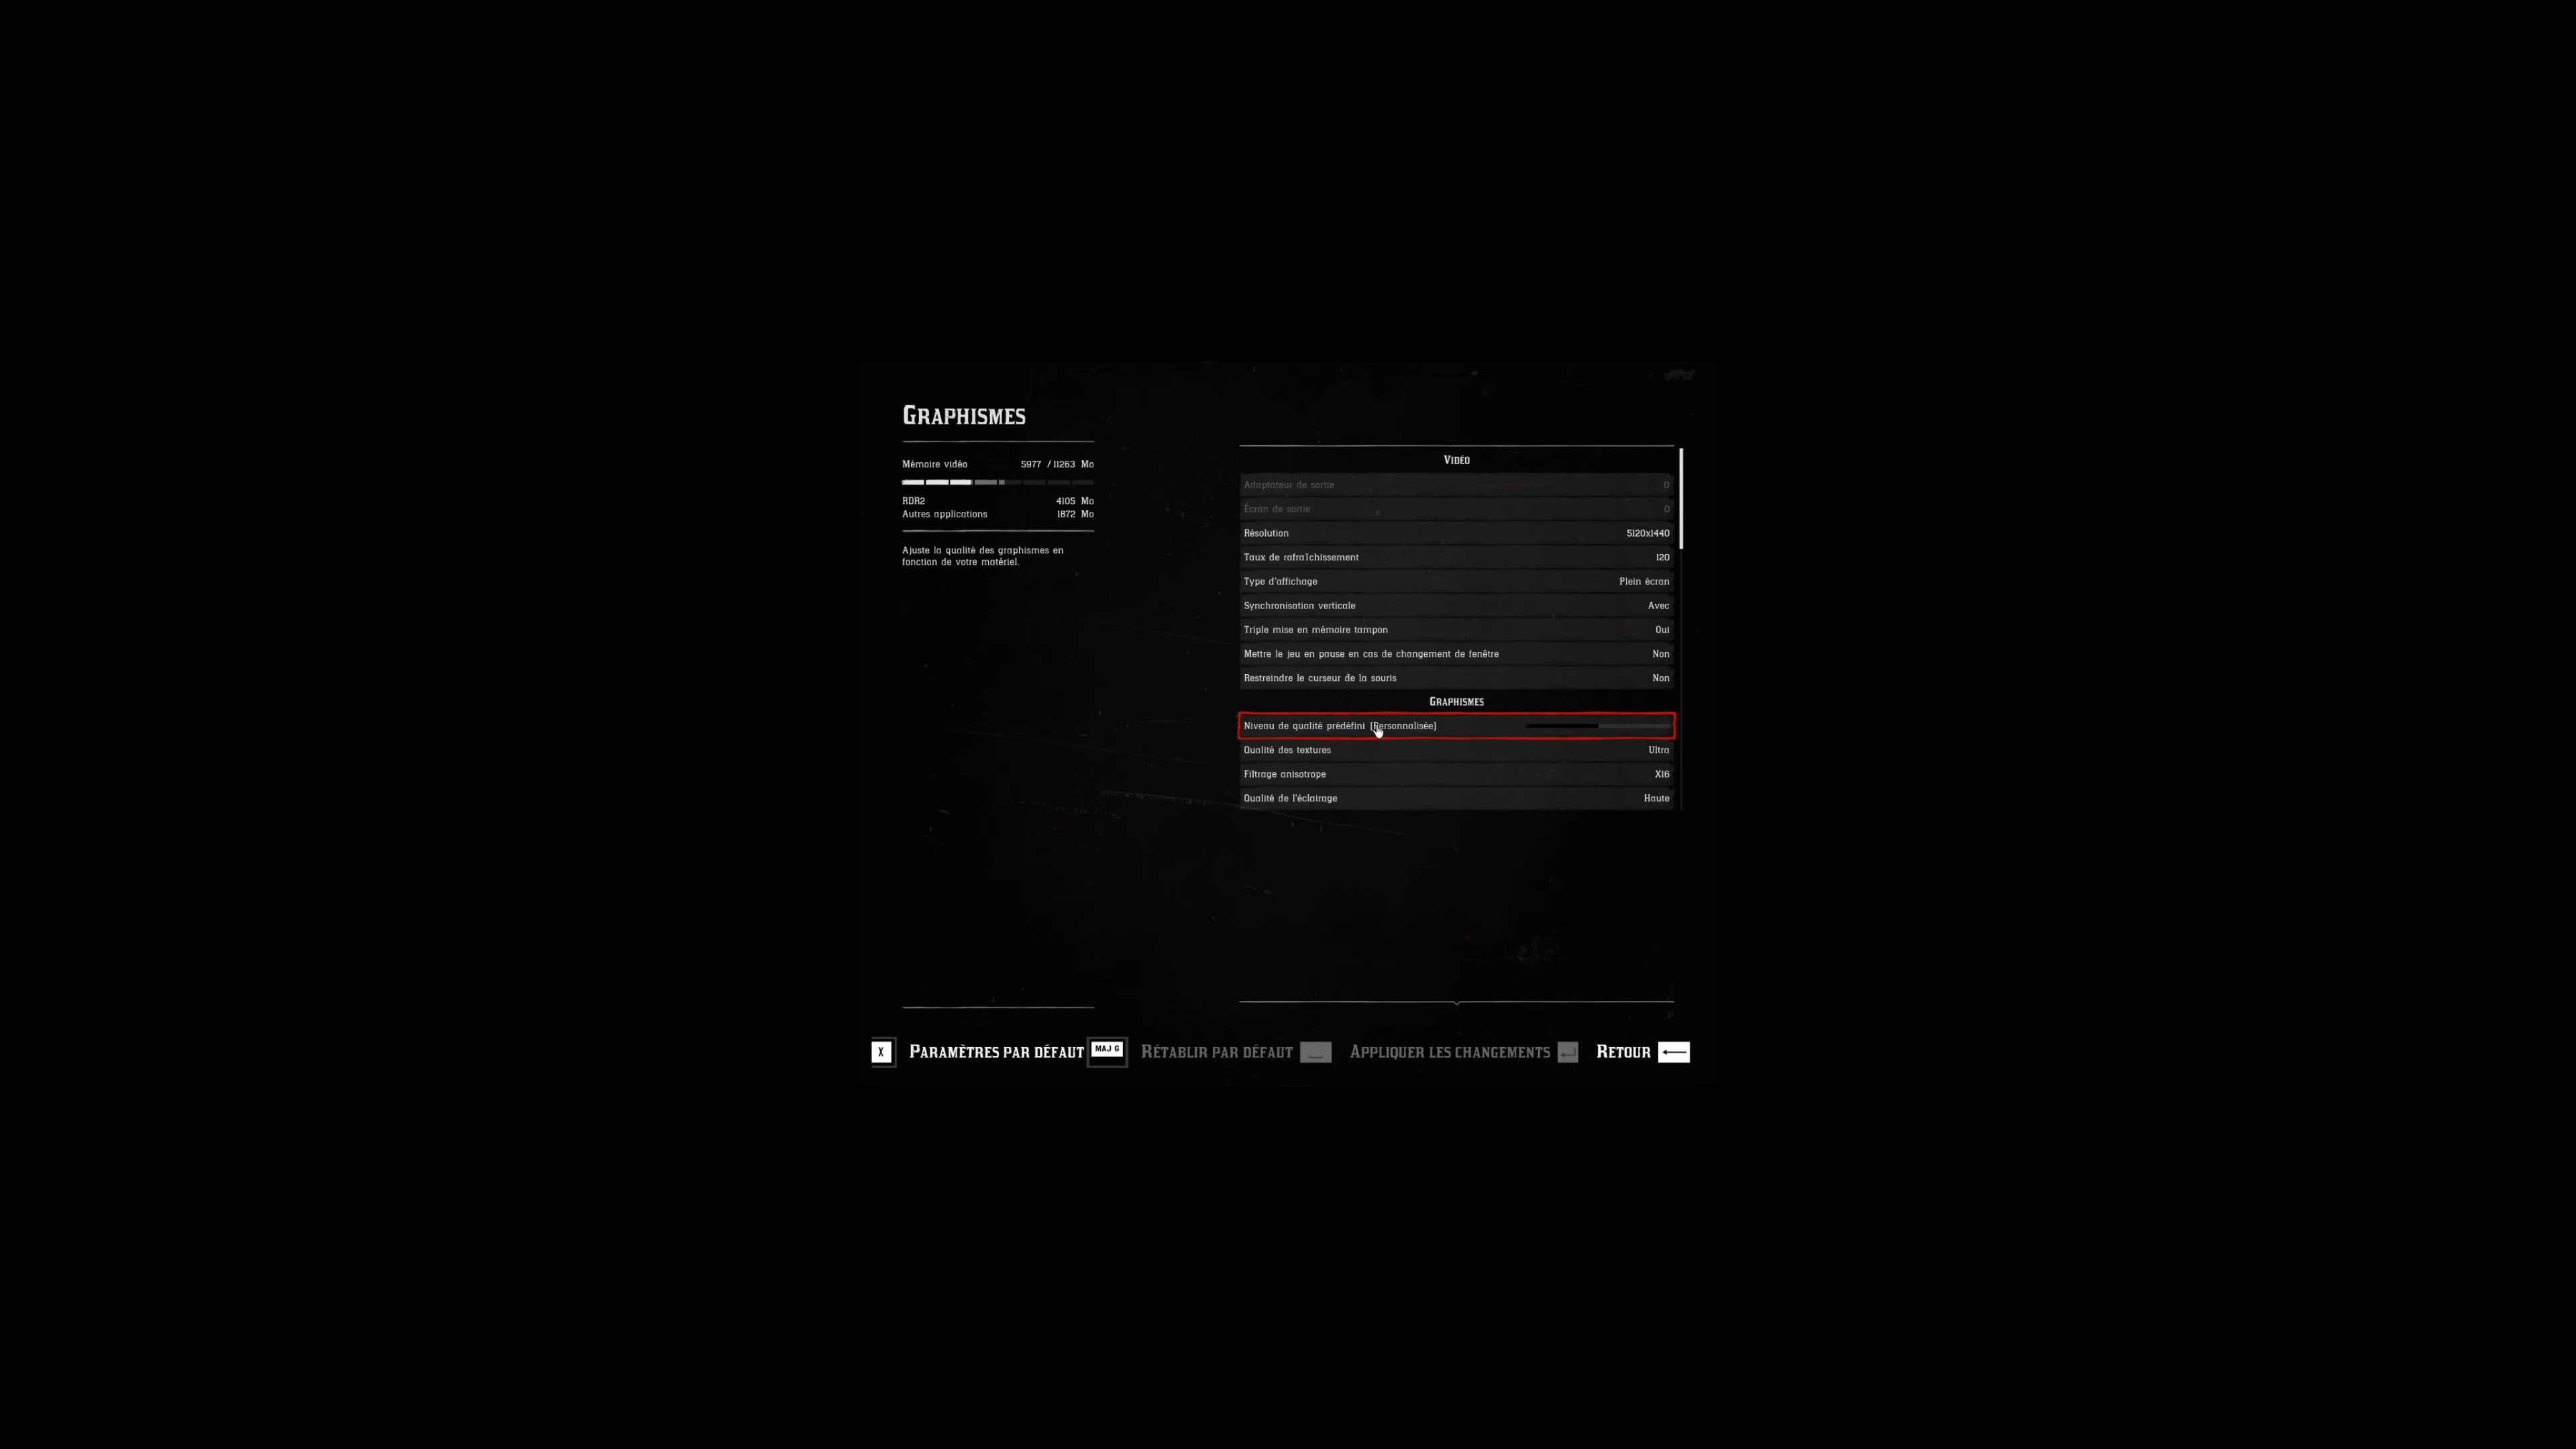 GRAPHISMES
Mémoire vidéo 5977 / 11263 Mo
RDR2 4105 Mo
Autres applications 1872 Mo
Ajuste la qualité des graphismes en
fonction de votre matériel.
VIDÉO
Adaptateur de sortie 0
Écran de sortie 0
Résolution 5120x1440
Taux de rafraîchissement 120
Type d'affichage Plein écran
Synchronisation verticale Avec
Triple mise en mémoire tampon Oui
Mettre le jeu en pause en cas de changement de fenêtre Non
Restreindre le curseur de la souris Non
GRAPHISMES
Niveau de qualité prédéfini (Personnalisée)
Qualité des textures Ultra
Filtrage anisotrope X16
Qualité de l'éclairage Haute
X PARAMÈTRES PAR DÉFAUT MAJ G RÉTABLIR PAR DÉFAUT APPLIQUER LES CHANGEMENTS RETOUR